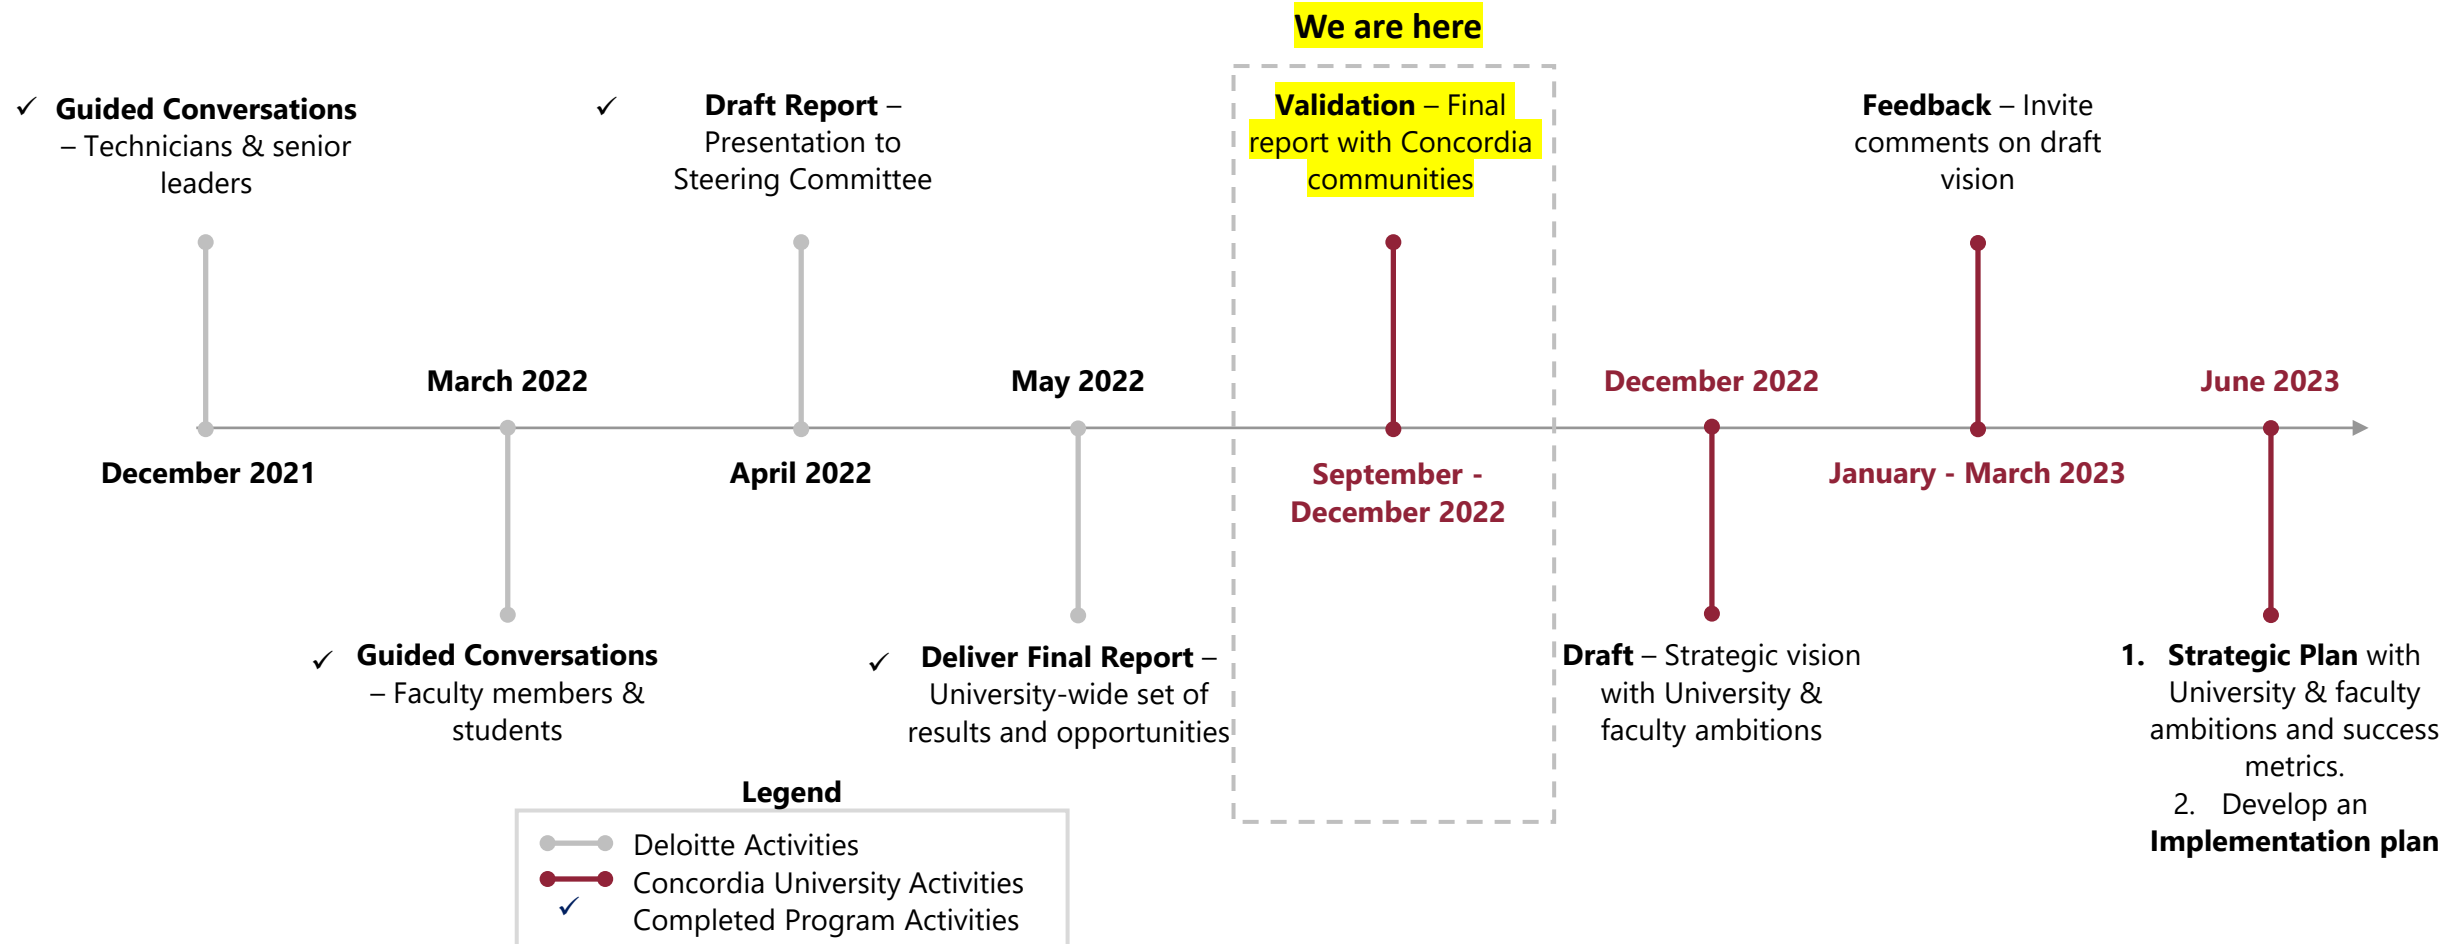 We are here
✓ Guided Conversations
– Technicians & senior
leaders
✓ Draft Report –
Presentation to
Steering Committee
Validation – Final
report with Concordia
communities
Feedback – Invite
comments on draft
vision
March 2022
May 2022
December 2022
June 2023
December 2021
April 2022
September -
December 2022
January - March 2023
✓ Guided Conversations
– Faculty members &
students
✓ Deliver Final Report –
University-wide set of
results and opportunities
Draft – Strategic vision
with University &
faculty ambitions
1. Strategic Plan with
University & faculty
ambitions and success
metrics.
2. Develop an
Implementation plan
Legend
Deloitte Activities
Concordia University Activities
✓ Completed Program Activities